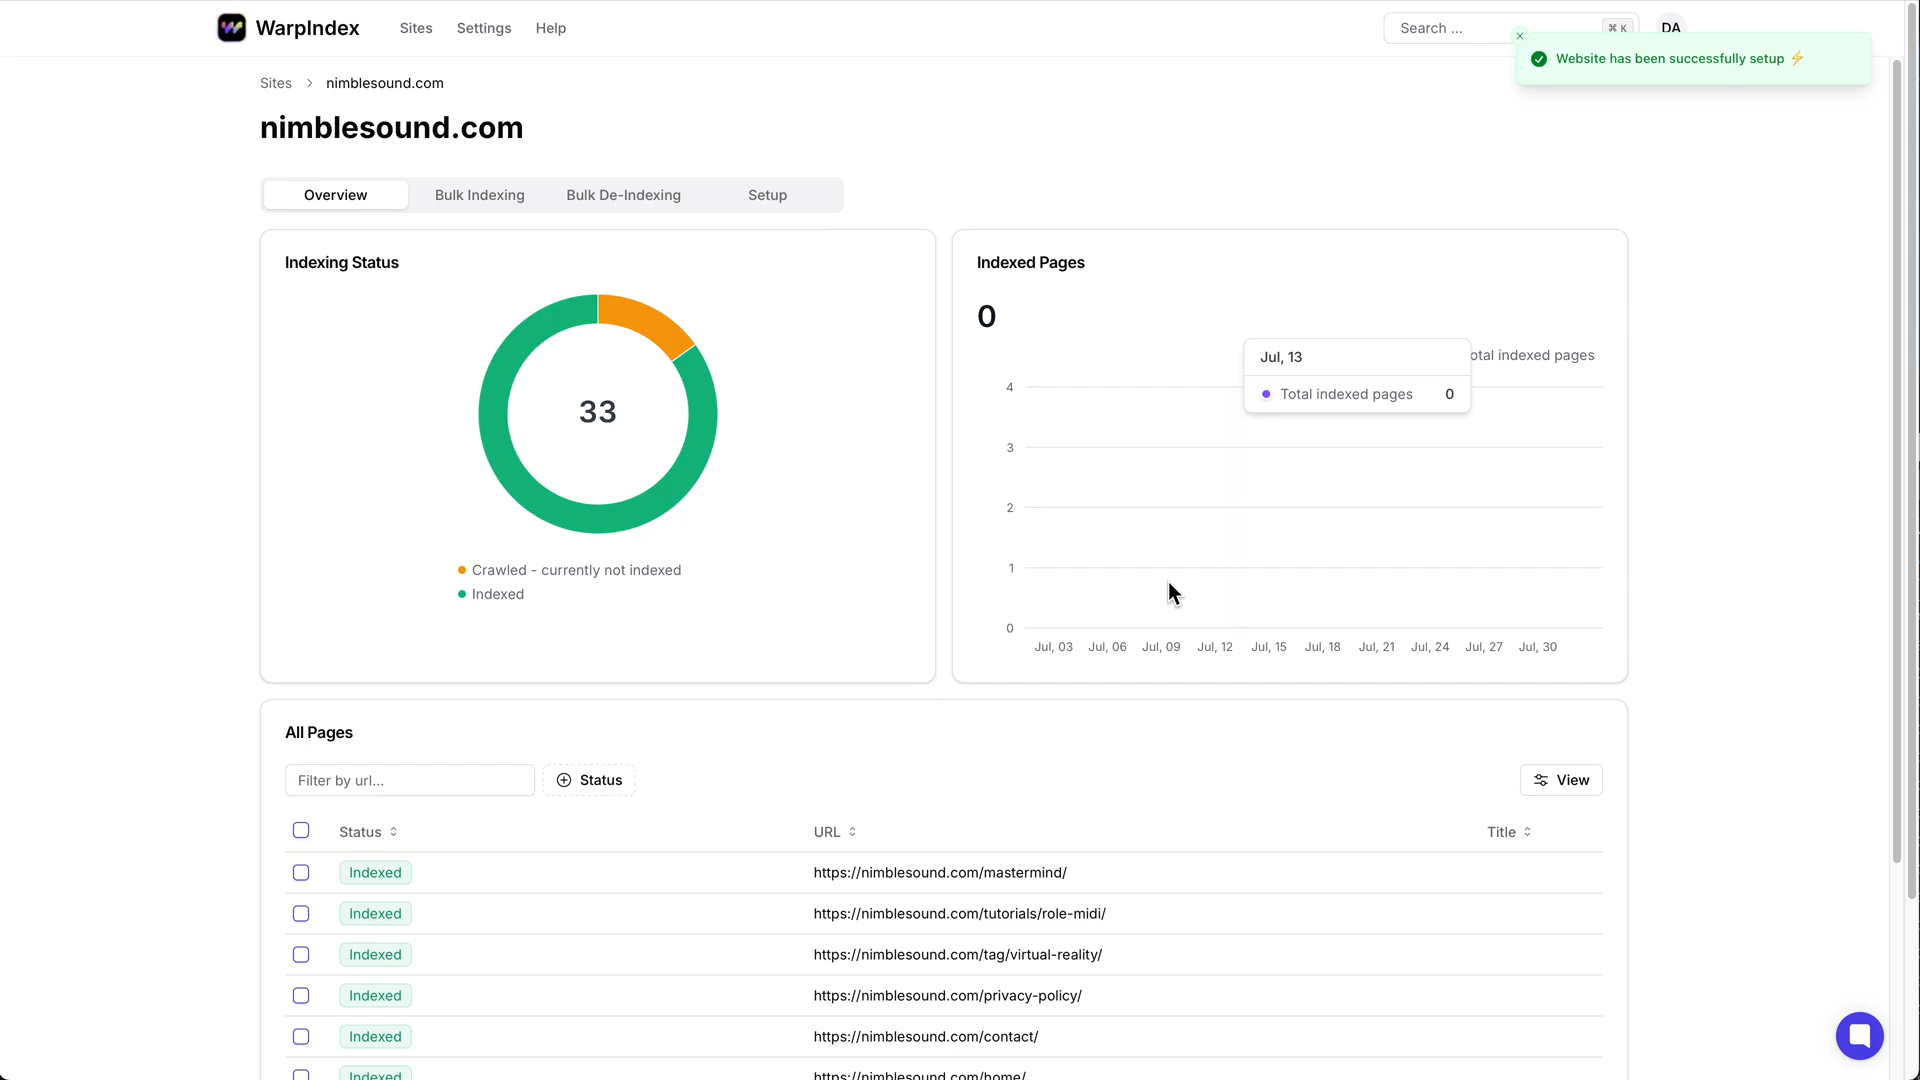 WarpIndex
Sites
Settings
Help
Search ...
⌘ K
DA
Website has been successfully setup ⚡
Sites > nimblesound.com
nimblesound.com
Overview
Bulk Indexing
Bulk De-Indexing
Setup
Indexing Status
33
Crawled - currently not indexed
Indexed
Indexed Pages
0
otal indexed pages
Jul, 13
Total indexed pages 0
4
3
2
1
0
Jul, 03 Jul, 06 Jul, 09 Jul, 12 Jul, 15 Jul, 18 Jul, 21 Jul, 24 Jul, 27 Jul, 30
All Pages
Filter by url...
Status
View
Status URL Title
Indexed https://nimblesound.com/mastermind/
Indexed https://nimblesound.com/tutorials/role-midi/
Indexed https://nimblesound.com/tag/virtual-reality/
Indexed https://nimblesound.com/privacy-policy/
Indexed https://nimblesound.com/contact/
Indexed https://nimblesound.com/home/